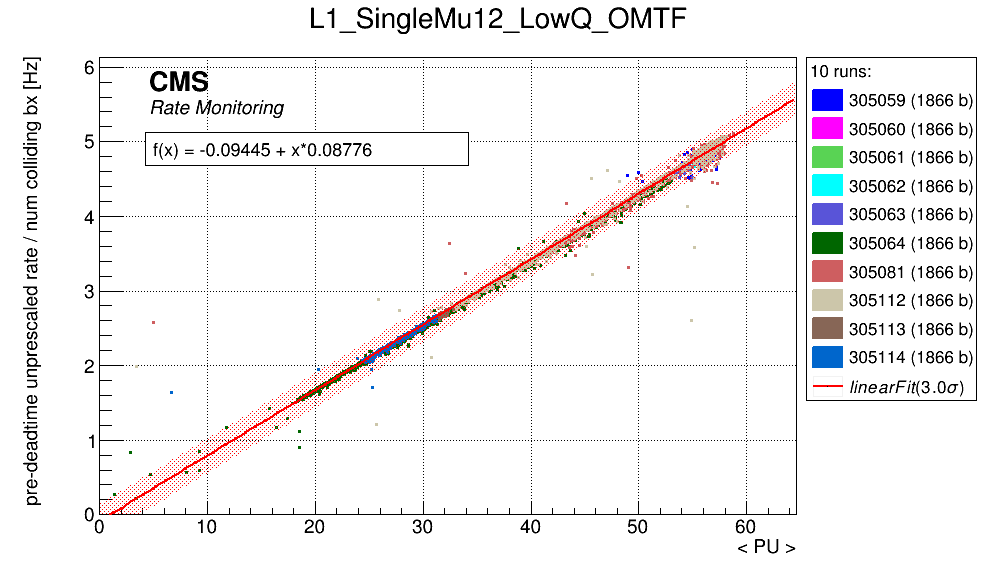 L1_SingleMu12_LowQ_OMTF
pre-deadtime unprescaled rate / num colliding bx [Hz]
CMS
Rate Monitoring
f(x) = -0.09445 + x*0.08776
6
5
4
3
2
1
0
0 10 20 30 40 50 60
< PU >
10 runs:
305059 (1866 b)
305060 (1866 b)
305061 (1866 b)
305062 (1866 b)
305063 (1866 b)
305064 (1866 b)
305081 (1866 b)
305112 (1866 b)
305113 (1866 b)
305114 (1866 b)
linearFit(3.0σ)